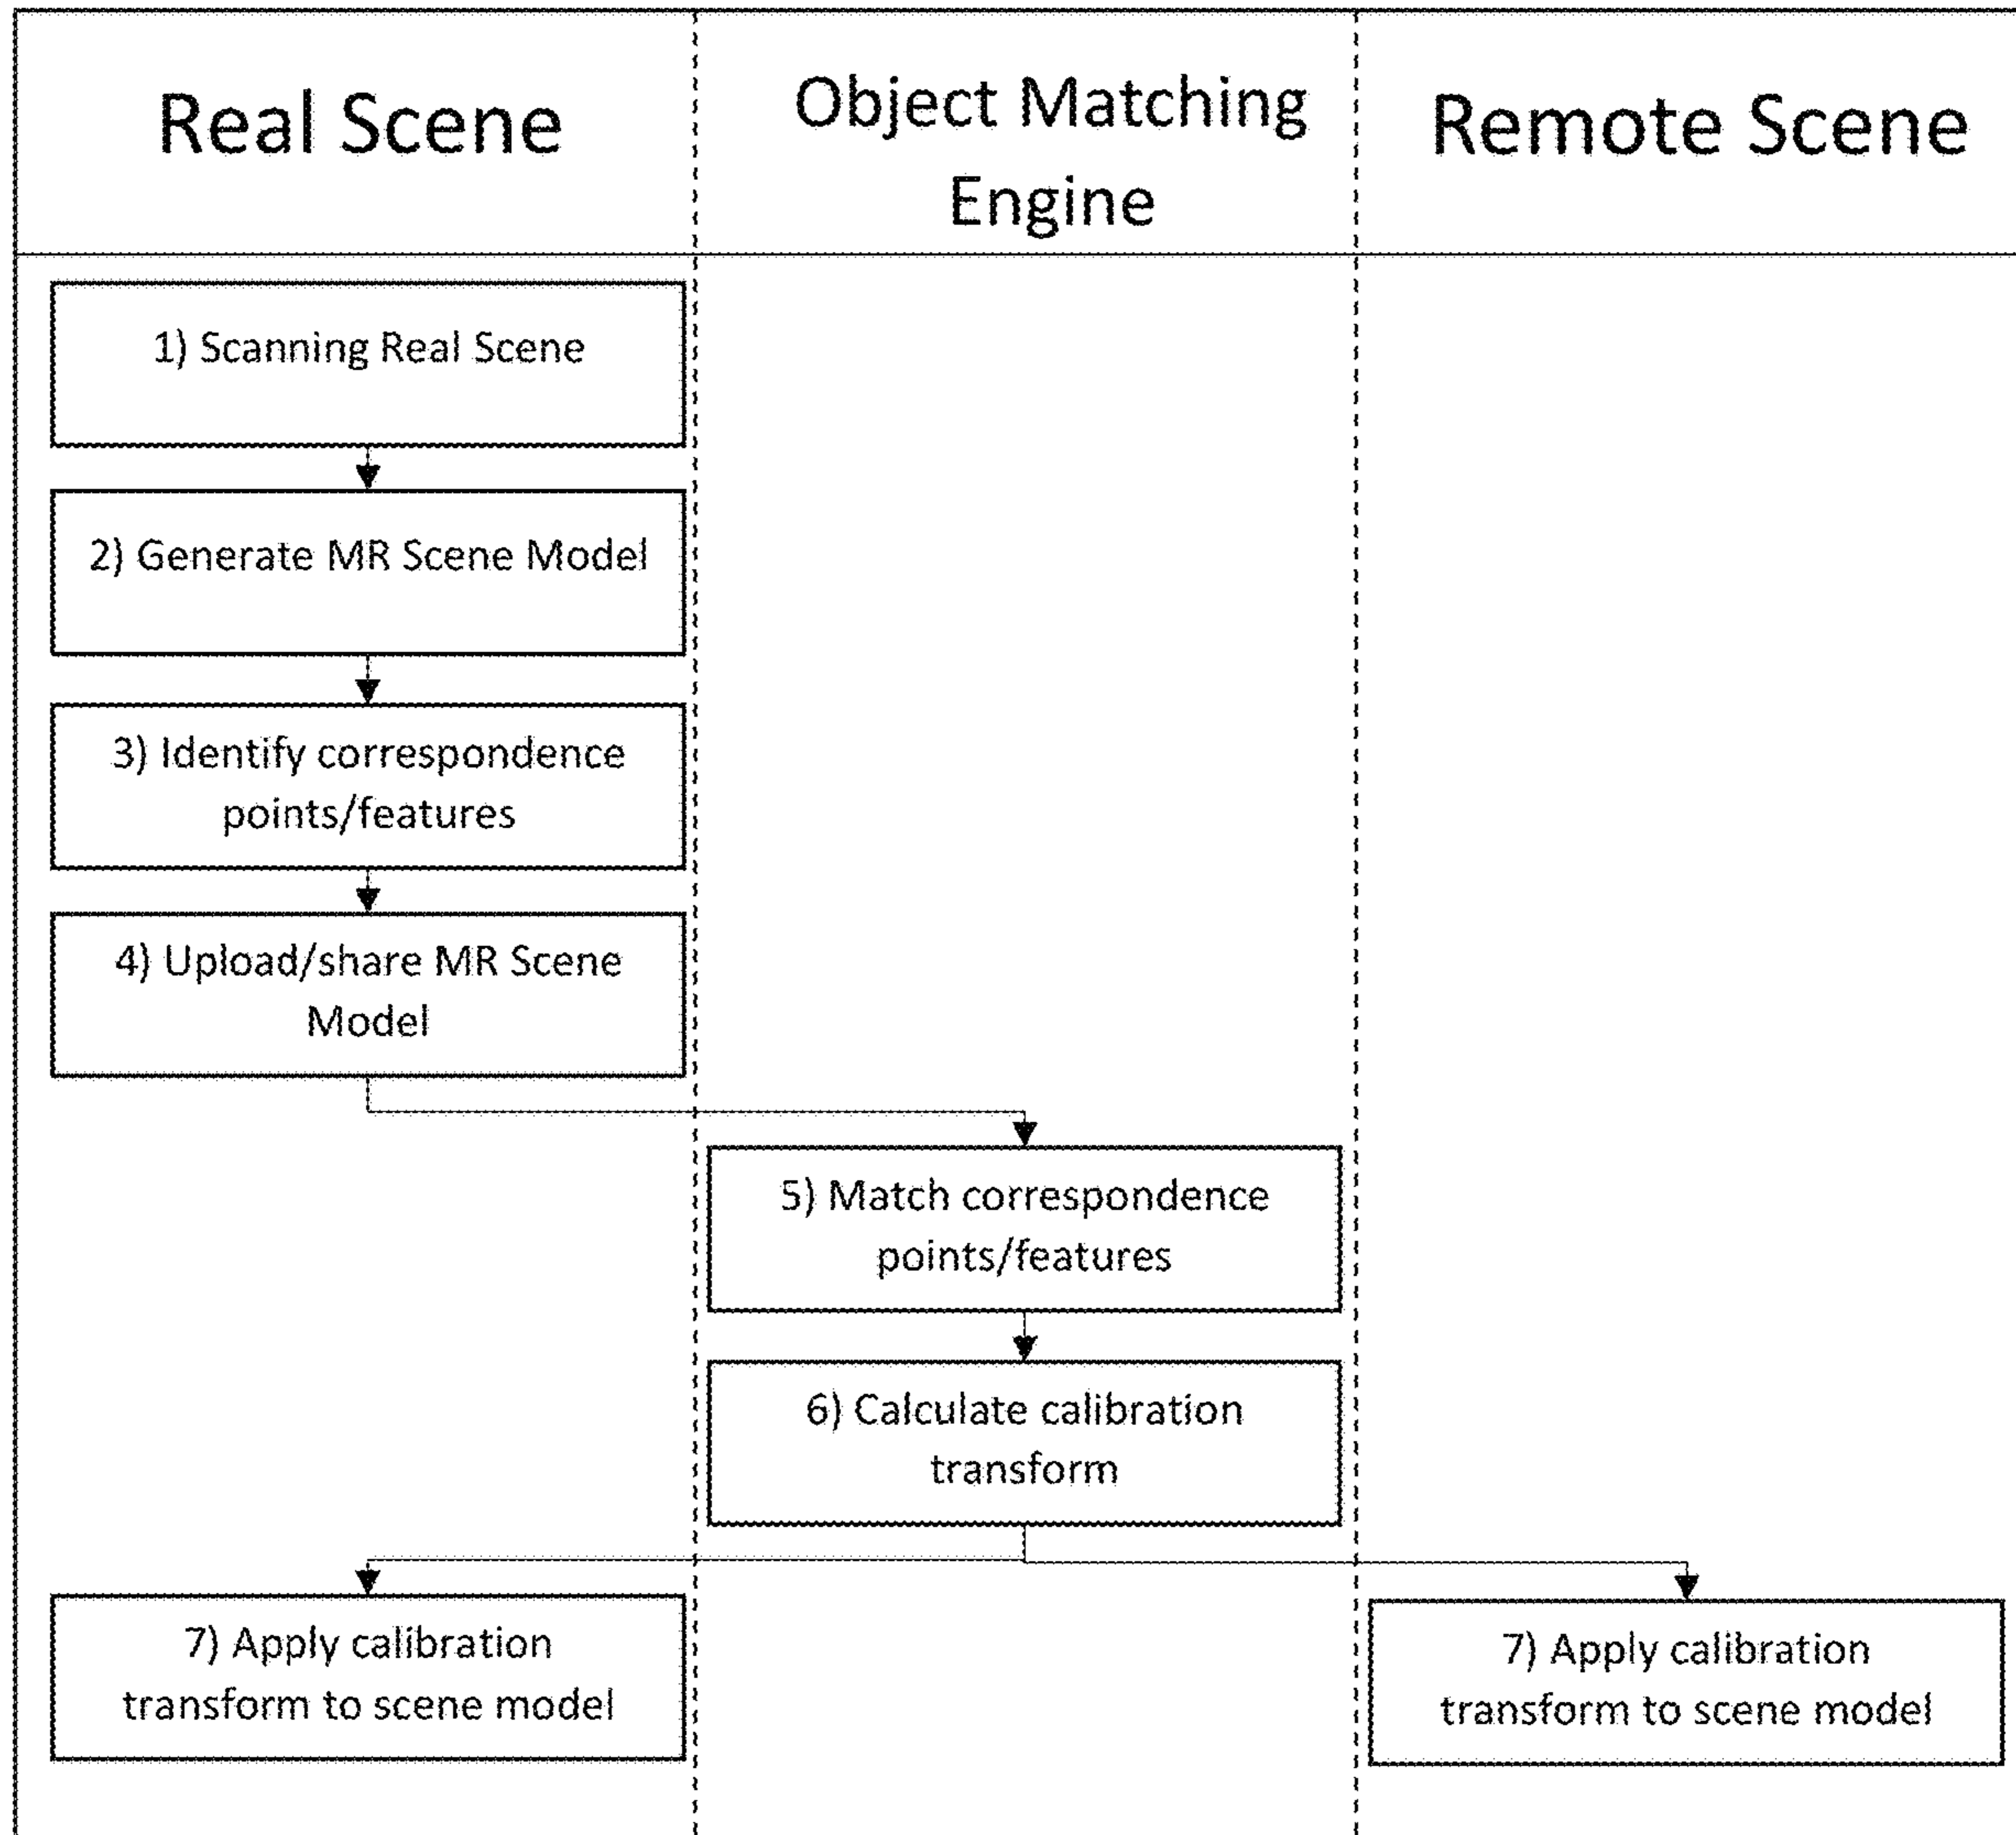 Real Scene
Object Matching
Engine
Remote Scene
1) Scanning Real Scene
2) Generate MR Scene Model
3) Identify correspondence
points/features
4) Upload/share MR Scene
Model
5) Match correspondence
points/features
6) Calculate calibration
transform
7) Apply calibration
transform to scene model
7) Apply calibration
transform to scene model